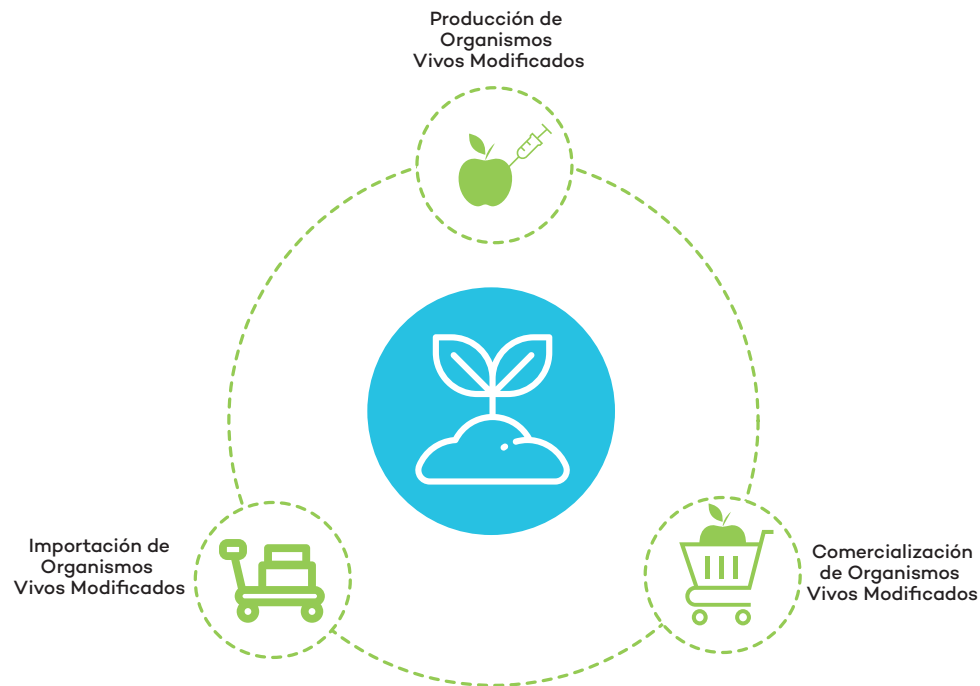 Producción de
Organismos
Vivos Modificados
Importación de
Organismos
Vivos Modificados
Comercialización
de Organismos
Vivos Modificados